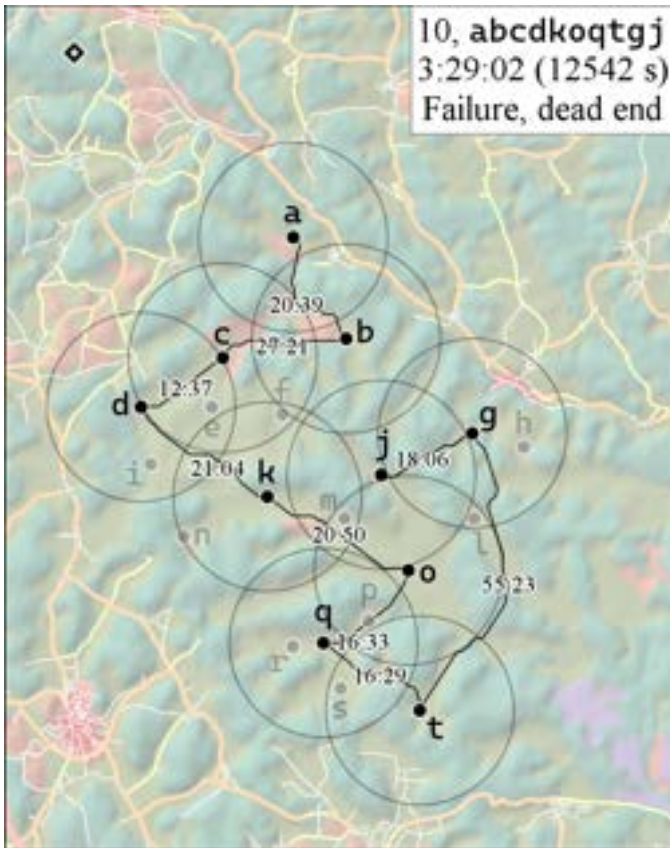 10, abcdkoqtgj
3:29:02 (12542 s)
Failure, dead end
a
20:39
b
c
27:21
12:37
d
e
f
g
h
j
18:06
i
21:04
k
m
l
n
20:50
o
55:23
p
q
16:33
r
16:29
s
t